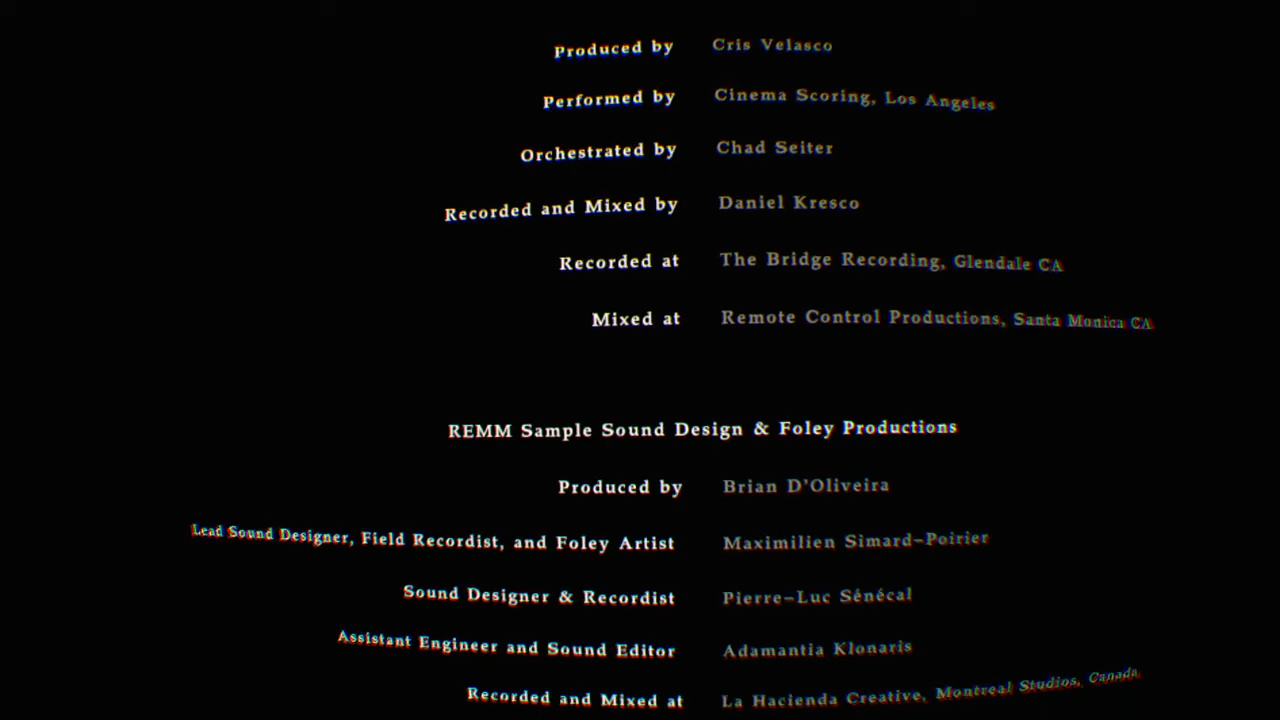 Produced by Cris Velasco
Performed by Cinema Scoring, Los Angeles
Orchestrated by Chad Seiter
Recorded and Mixed by Daniel Kresco
Recorded at The Bridge Recording, Glendale CA
Mixed at Remote Control Productions, Santa Monica CA
REMM Sample Sound Design & Foley Productions
Produced by Brian D'Oliveira
Lead Sound Designer, Field Recordist, and Foley Artist Maximilien Simard-Poirier
Sound Designer & Recordist Pierre-Luc Sénécal
Assistant Engineer and Sound Editor Adamantia Klonaris
Recorded and Mixed at La Hacienda Creative, Montreal Studios, Canada